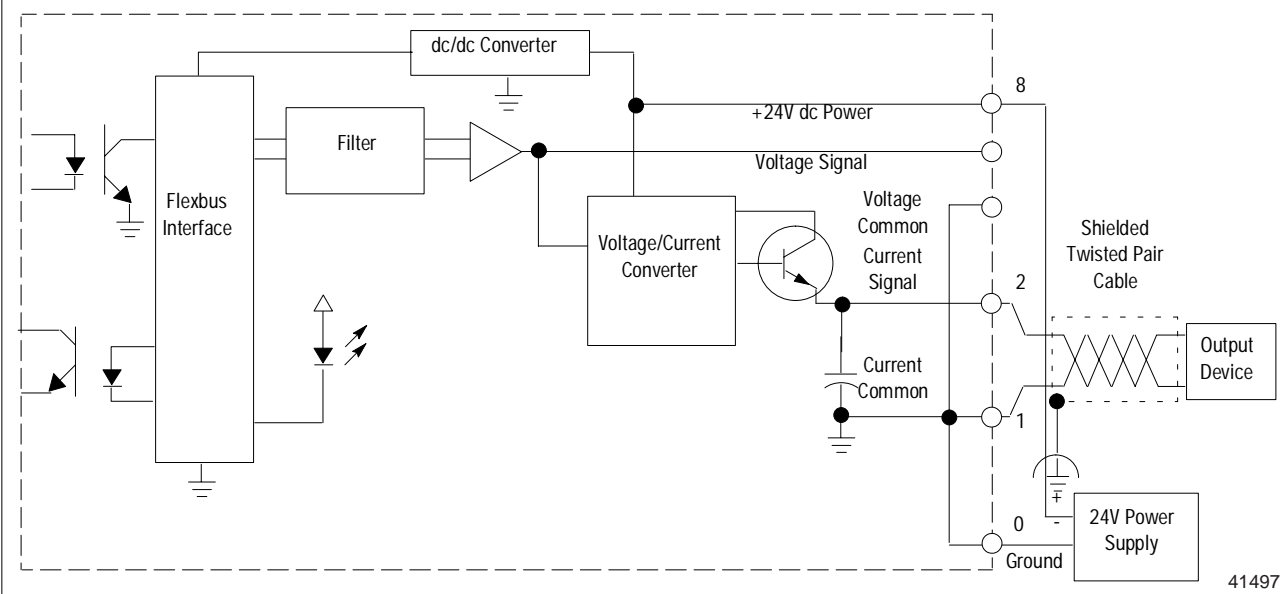 dc/dc Converter
8
+24V dc Power
Filter
Voltage Signal
Flexbus
Interface
Voltage
Common
Voltage/Current
Converter
Current
Signal
2
Shielded
Twisted Pair
Cable
Output
Device
Current
Common
1
+
-
0
24V Power
Supply
Ground
41497